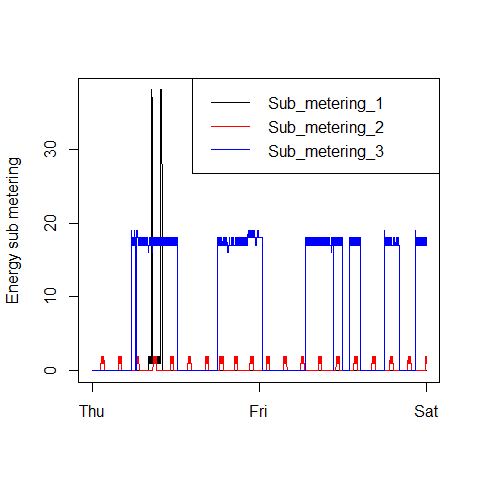 Sub_metering_1
Sub_metering_2
Sub_metering_3
Energy sub metering
30
20
10
0
Thu
Fri
Sat